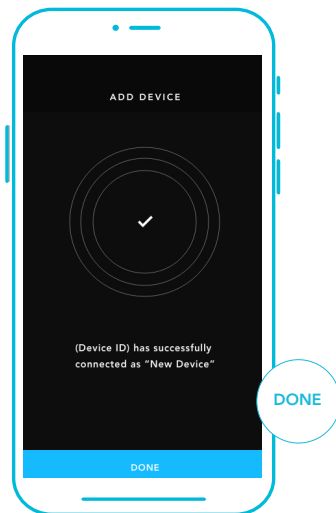 ADD DEVICE
(Device ID) has successfully
connected as “New Device”
DONE
DONE